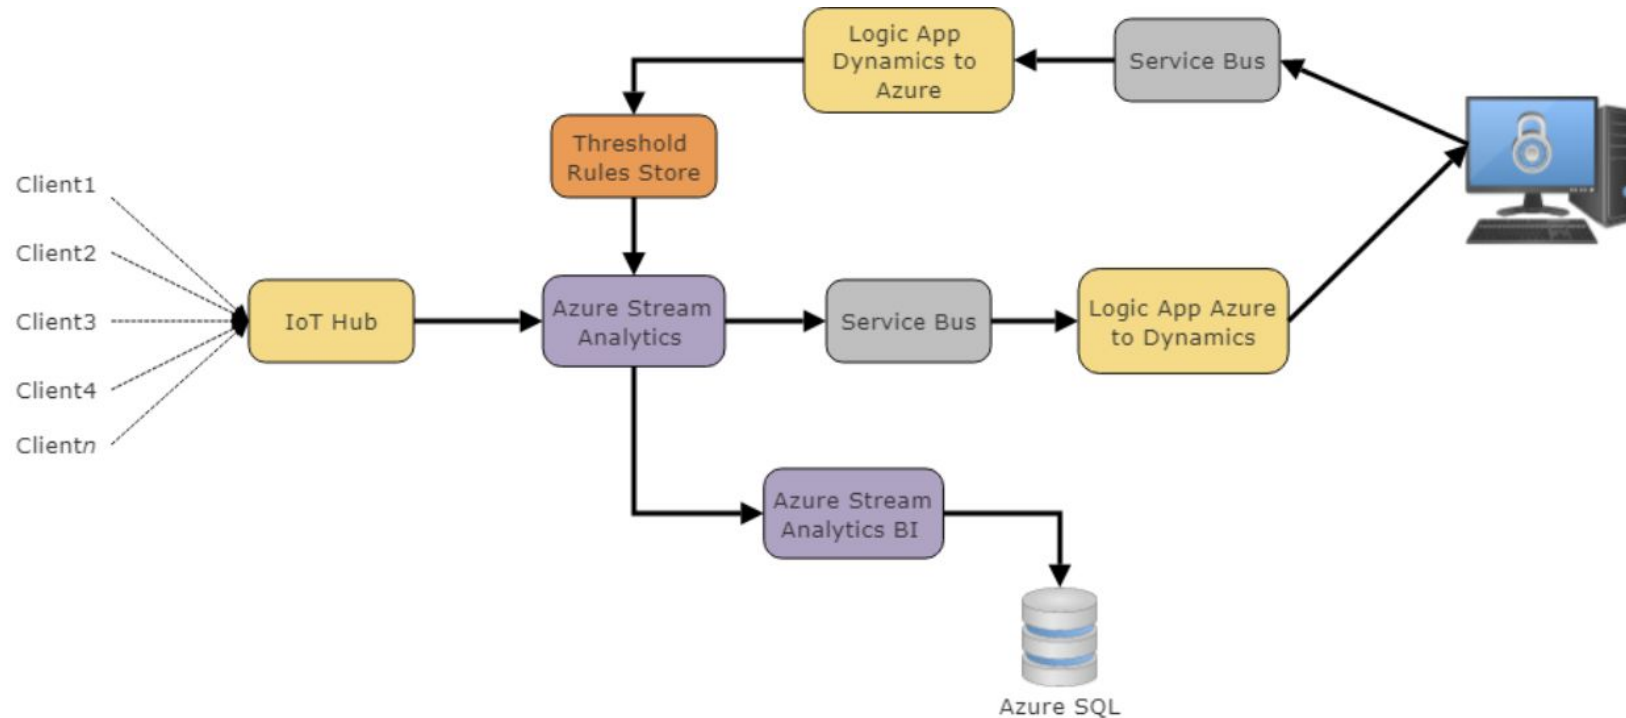 Logic App
Dynamics to
Azure
Service Bus
Threshold
Rules Store
Client1
Client2
Client3
Client4
Clientn
IoT Hub
Azure Stream
Analytics
Service Bus
Logic App Azure
to Dynamics
Azure Stream
Analytics BI
Azure SQL